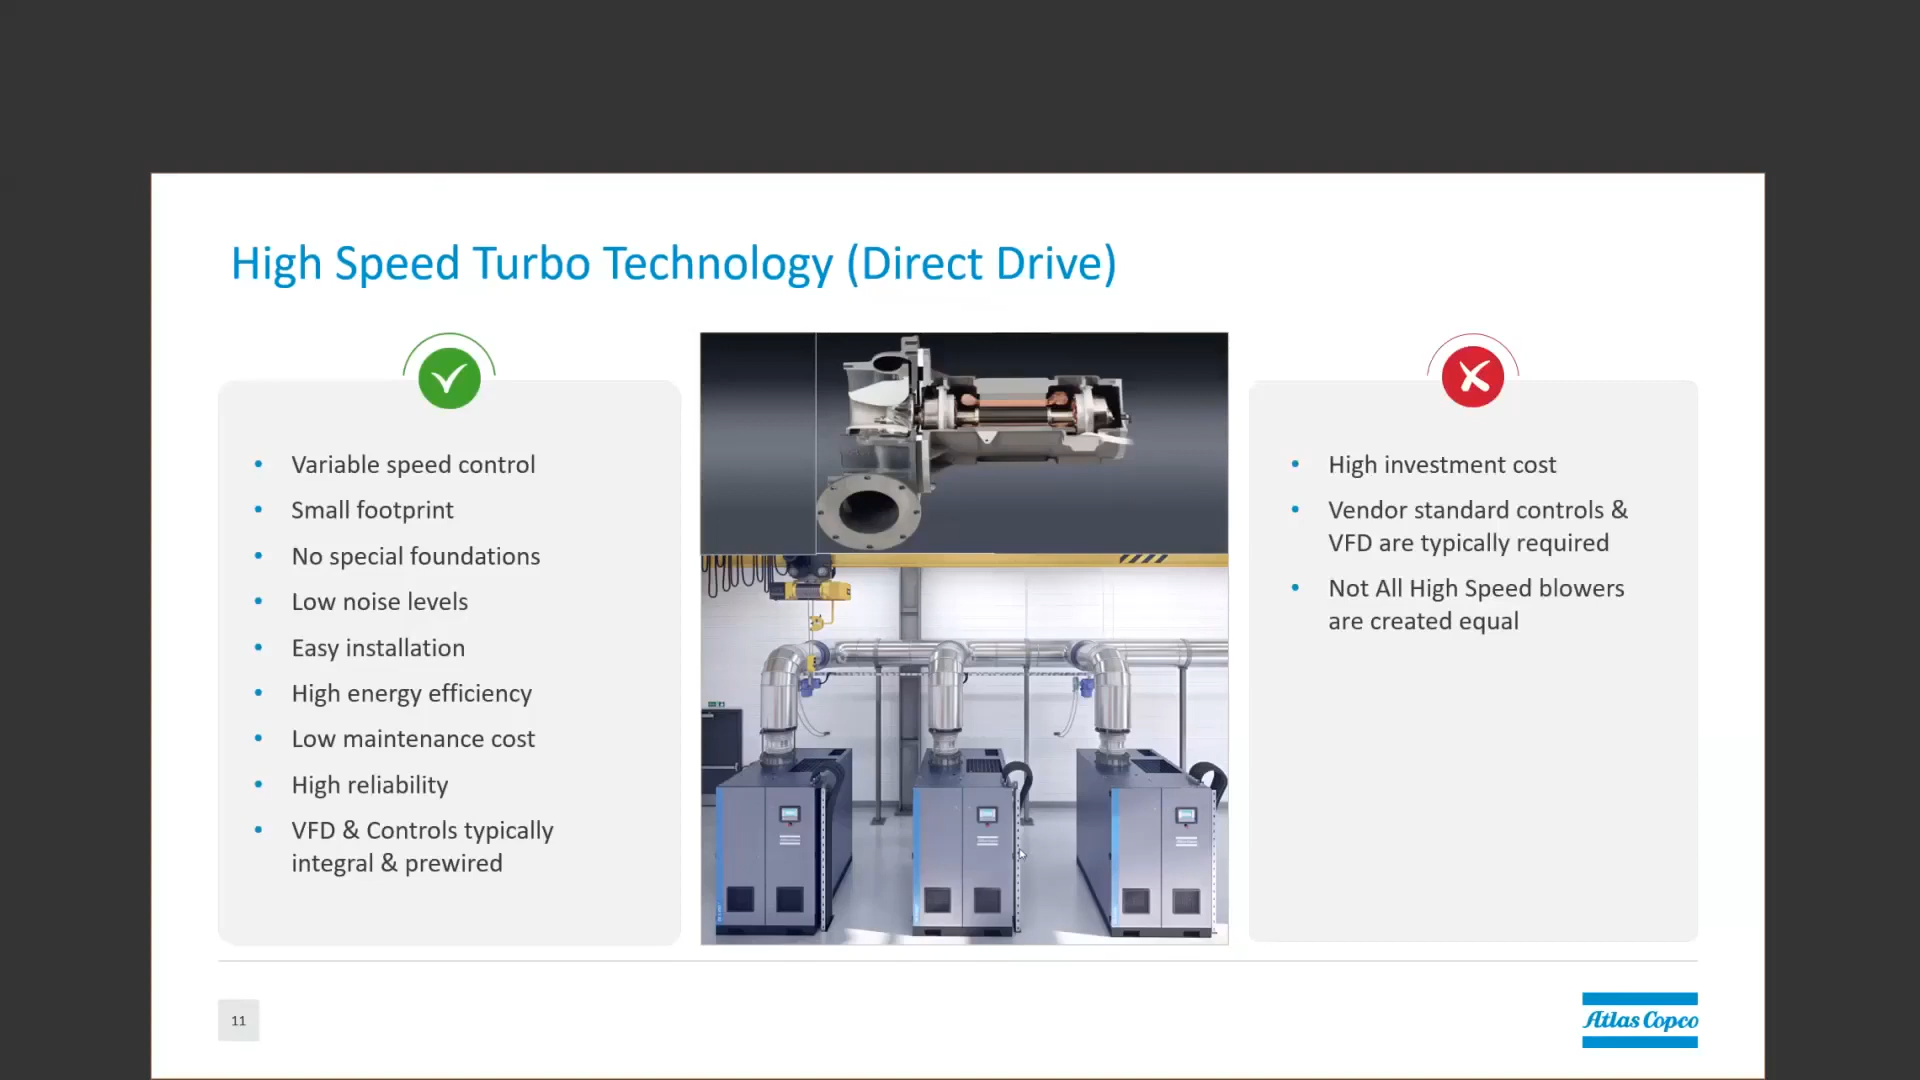 High Speed Turbo Technology (Direct Drive)
• Variable speed control
• Small footprint
• No special foundations
• Low noise levels
• Easy installation
• High energy efficiency
• Low maintenance cost
• High reliability
• VFD & Controls typically
integral & prewired
• High investment cost
• Vendor standard controls &
VFD are typically required
• Not All High Speed blowers
are created equal
11
Atlas Copco